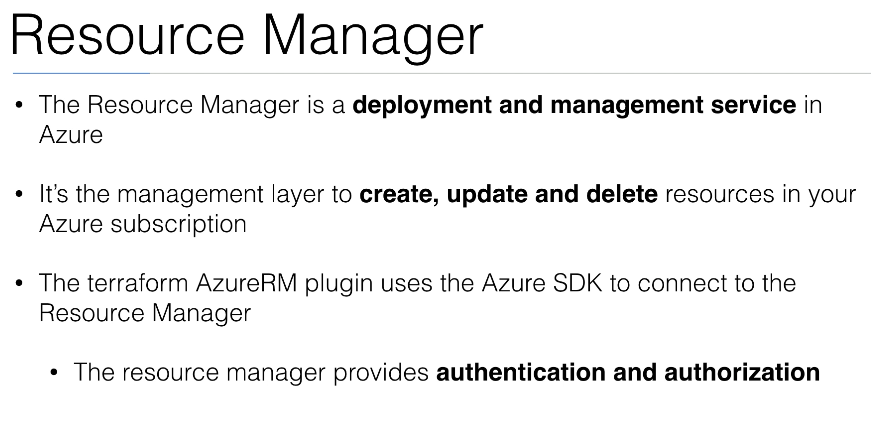 Resource Manager
• The Resource Manager is a deployment and management service in
Azure
• It's the management layer to create, update and delete resources in your
Azure subscription
• The terraform AzureRM plugin uses the Azure SDK to connect to the
Resource Manager
• The resource manager provides authentication and authorization